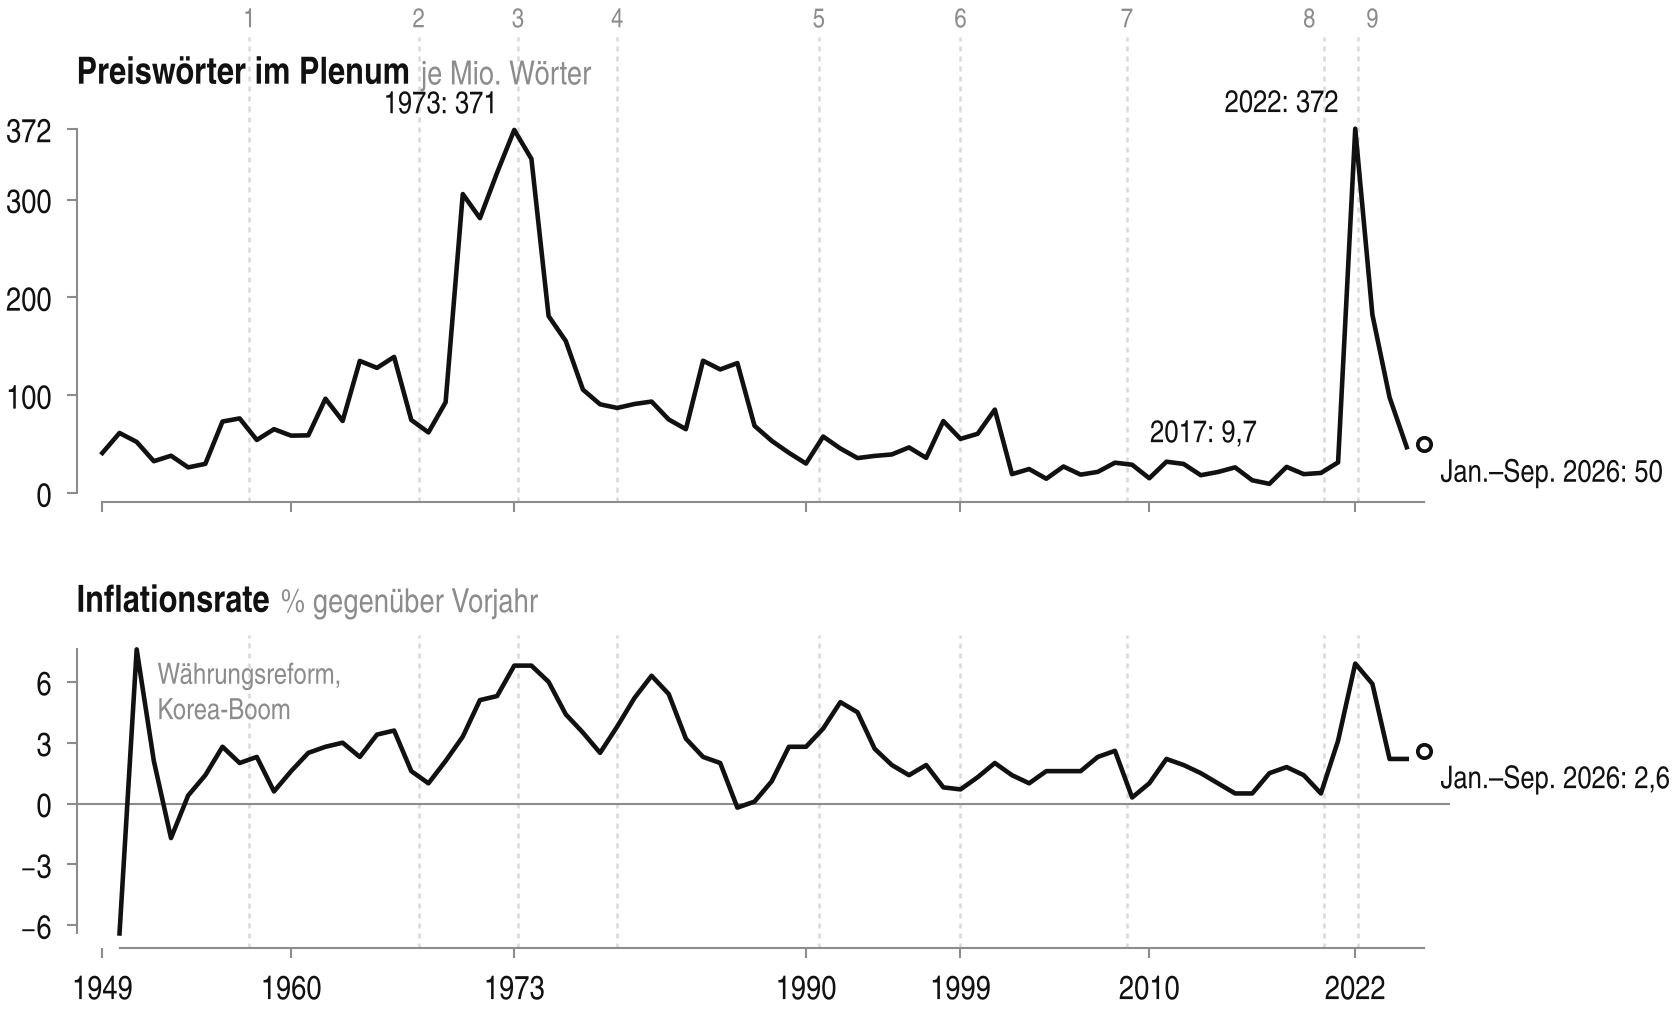 1 2 3 4 5 6 7 8 9
Preiswörter im Plenum je Mio. Wörter
1973: 371
2022: 372
372
300
200
100
0
2017: 9,7
Jan.–Sep. 2026: 50
Inflationsrate % gegenüber Vorjahr
Währungsreform,
Korea-Boom
6
3
0
−3
−6
Jan.–Sep. 2026: 2,6
1949 1960 1973 1990 1999 2010 2022